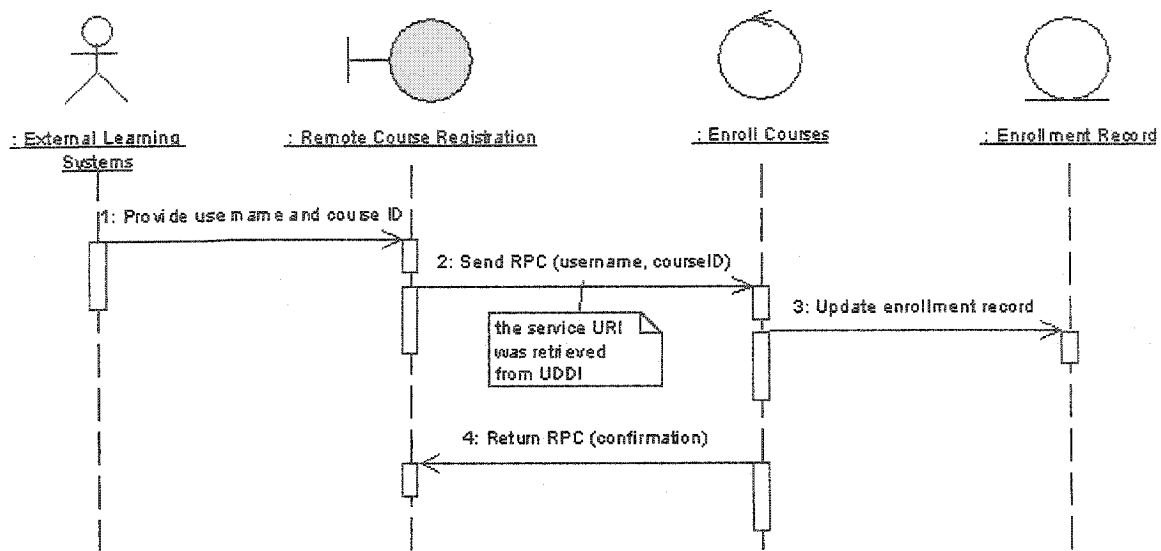 : External Learning
Systems
: Remote Course Registration
: Enroll Courses
: Enrollment Record
1: Provide username and course ID
2: Send RPC (username, courseID)
the service URI
was retrieved
from UDDI
3: Update enrollment record
4: Return RPC (confirmation)